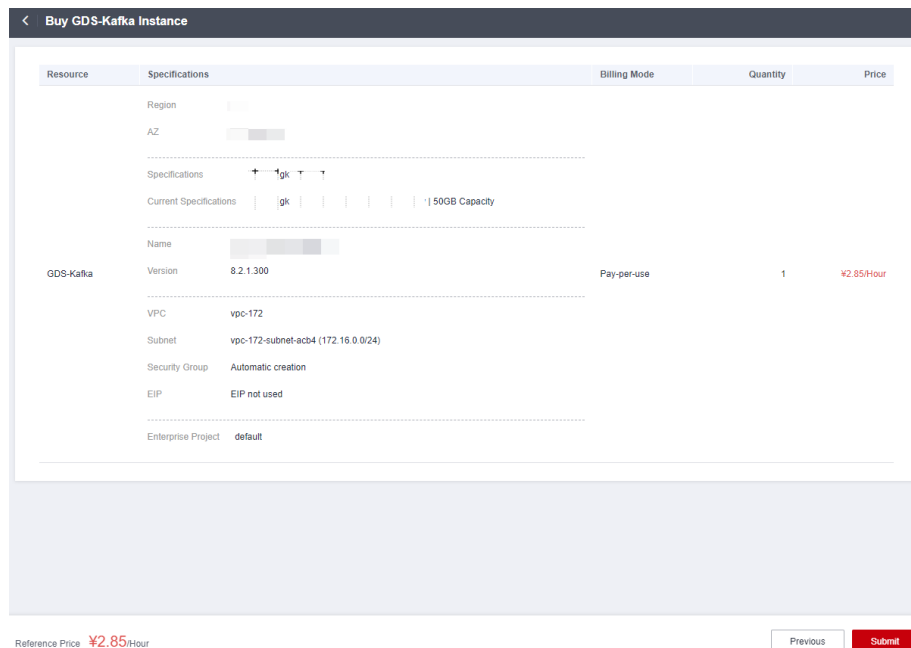 Buy GDS-Kafka Instance
Resource Specifications Billing Mode Quantity Price
Region
AZ
Specifications gk
Current Specifications gk | 50GB Capacity
Name
GDS-Kafka Version 8.2.1.300 Pay-per-use 1 ¥2.85/Hour
VPC vpc-172
Subnet vpc-172-subnet-acb4 (172.16.0.0/24)
Security Group Automatic creation
EIP EIP not used
Enterprise Project default
Reference Price ¥2.85/Hour Previous Submit